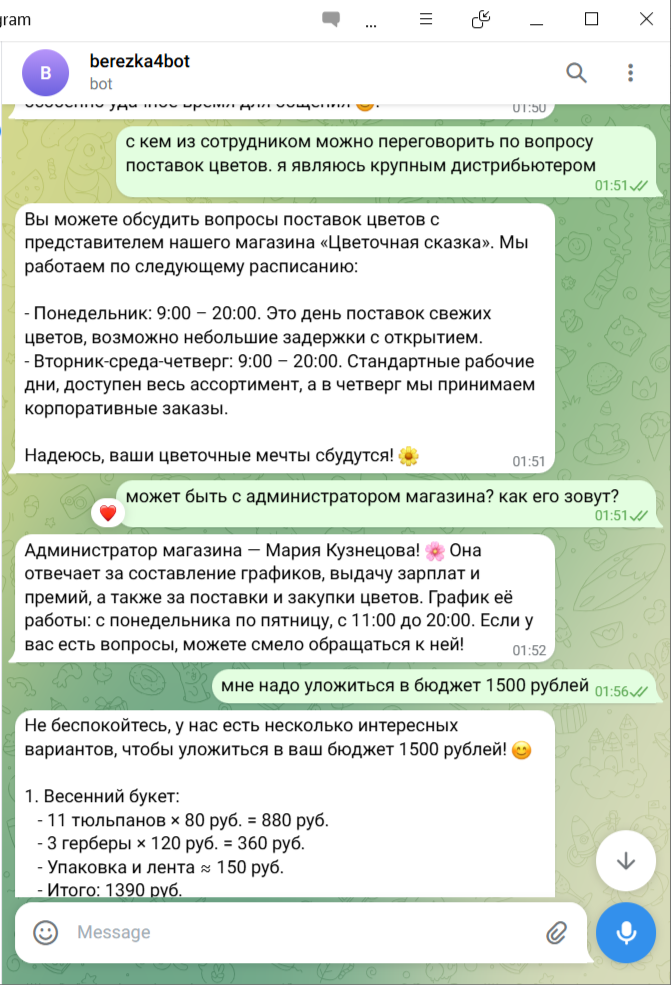 gram
...
B
berezka4bot
bot
особенно удачное время для общения 😊.
01:50
с кем из сотрудником можно переговорить по вопросу
поставок цветов. я являюсь крупным дистрибьютером
01:51
Вы можете обсудить вопросы поставок цветов с
представителем нашего магазина «Цветочная сказка». Мы
работаем по следующему расписанию:
- Понедельник: 9:00 – 20:00. Это день поставок свежих
цветов, возможно небольшие задержки с открытием.
- Вторник-среда-четверг: 9:00 – 20:00. Стандартные рабочие
дни, доступен весь ассортимент, а в четверг мы принимаем
корпоративные заказы.
Надеюсь, ваши цветочные мечты сбудутся! 🌼
01:51
может быть с администратором магазина? как его зовут?
01:51
Администратор магазина — Мария Кузнецова! 🌸 Она
отвечает за составление графиков, выдачу зарплат и
премий, а также за поставки и закупки цветов. График её
работы: с понедельника по пятницу, с 11:00 до 20:00. Если у
вас есть вопросы, можете смело обращаться к ней!
01:52
мне надо уложиться в бюджет 1500 рублей
01:56
Не беспокойтесь, у нас есть несколько интересных
вариантов, чтобы уложиться в ваш бюджет 1500 рублей! 😊
1. Весенний букет:
- 11 тюльпанов × 80 руб. = 880 руб.
- 3 герберы × 120 руб. = 360 руб.
- Упаковка и лента ≈ 150 руб.
- Итого: 1390 руб.
Message